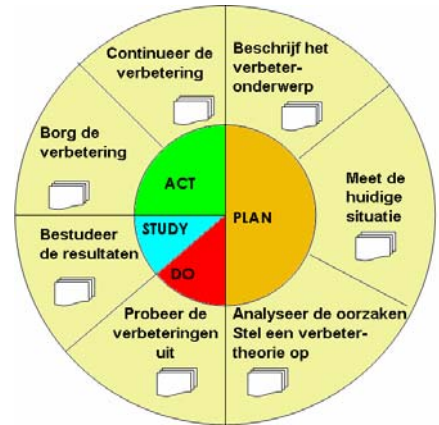 Continueer de
verbetering
Beschrijf het
verbeter-
onderwerp
Borg de
verbetering
Meet de
huidige
situatie
ACT
PLAN
STUDY
DO
Bestudeer
de resultaten
Probeer de
verbeteringen
uit
Analyseer de oorzaken
Stel een verbeter-
theorie op